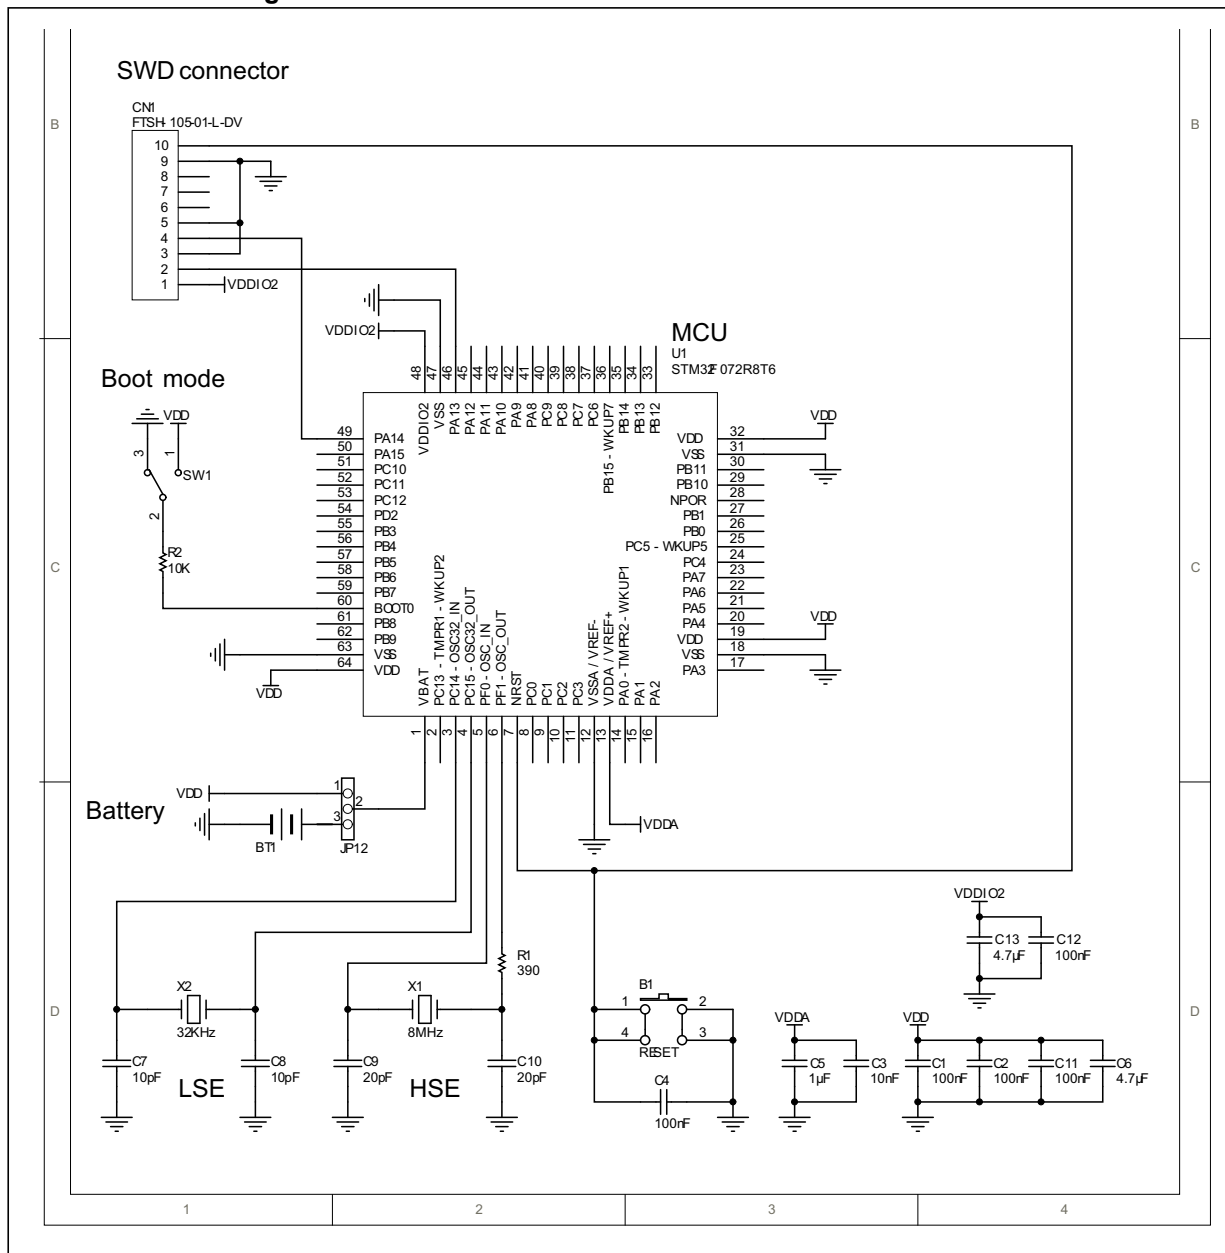 SWD connector
CN1
FTSH-105-01-L-DV
10
9
8
7
6
5
4
3
2
1
VDDIO2
B
B
VDDIO2
MCU
U1
STM32F072R8T6
Boot mode
VDD
3
1
SW1
2
R2
10K
48
47
46
45
44
43
42
41
40
39
38
37
36
35
34
33
VDDIO2
VSS
PA13
PA12
PA11
PA10
PA9
PA8
PC9
PC8
PC7
PC6
PB15 - WKUP7
PB14
PB13
PB12
49 PA14
50 PA15
51 PC10
52 PC11
53 PC12
54 PD2
55 PB3
56 PB4
57 PB5
58 PB6
59 PB7
60 BOOT0
61 PB8
62 PB9
63 VSS
64 VDD
VDD
VDD 32
VSS 31
PB11 30
PB10 29
NPOR 28
PB1 27
PB0 26
PC5 - WKUP5 25
PC4 24
PA7 23
PA6 22
PA5 21
PA4 20
VDD 19
VSS 18
PA3 17
VDD
VDD
C
C
VBAT
PC13 - TMPR1 - WKUP2
PC14 - OSC32_IN
PC15 - OSC32_OUT
PF0 - OSC_IN
PF1 - OSC_OUT
NRST
PC0
PC1
PC2
PC3
VSSA / VREF-
VDDA / VREF+
PA0 - TMPR2 - WKUP1
PA1
PA2
1
2
3
4
5
6
7
8
9
10
11
12
13
14
15
16
Battery
VDD
1
2
3
BT1
JP12
VDDA
R1
390
X2
32KHz
C7
10pF
C8
10pF
LSE
X1
8MHz
C9
20pF
C10
20pF
HSE
B1
1
2
4
3
RESET
C4
100nF
VDDIO2
C13
4.7µF
C12
100nF
VDDA
C5
1µF
C3
10nF
VDD
C1
100nF
C2
100nF
C11
100nF
C6
4.7µF
D
D
1
2
3
4